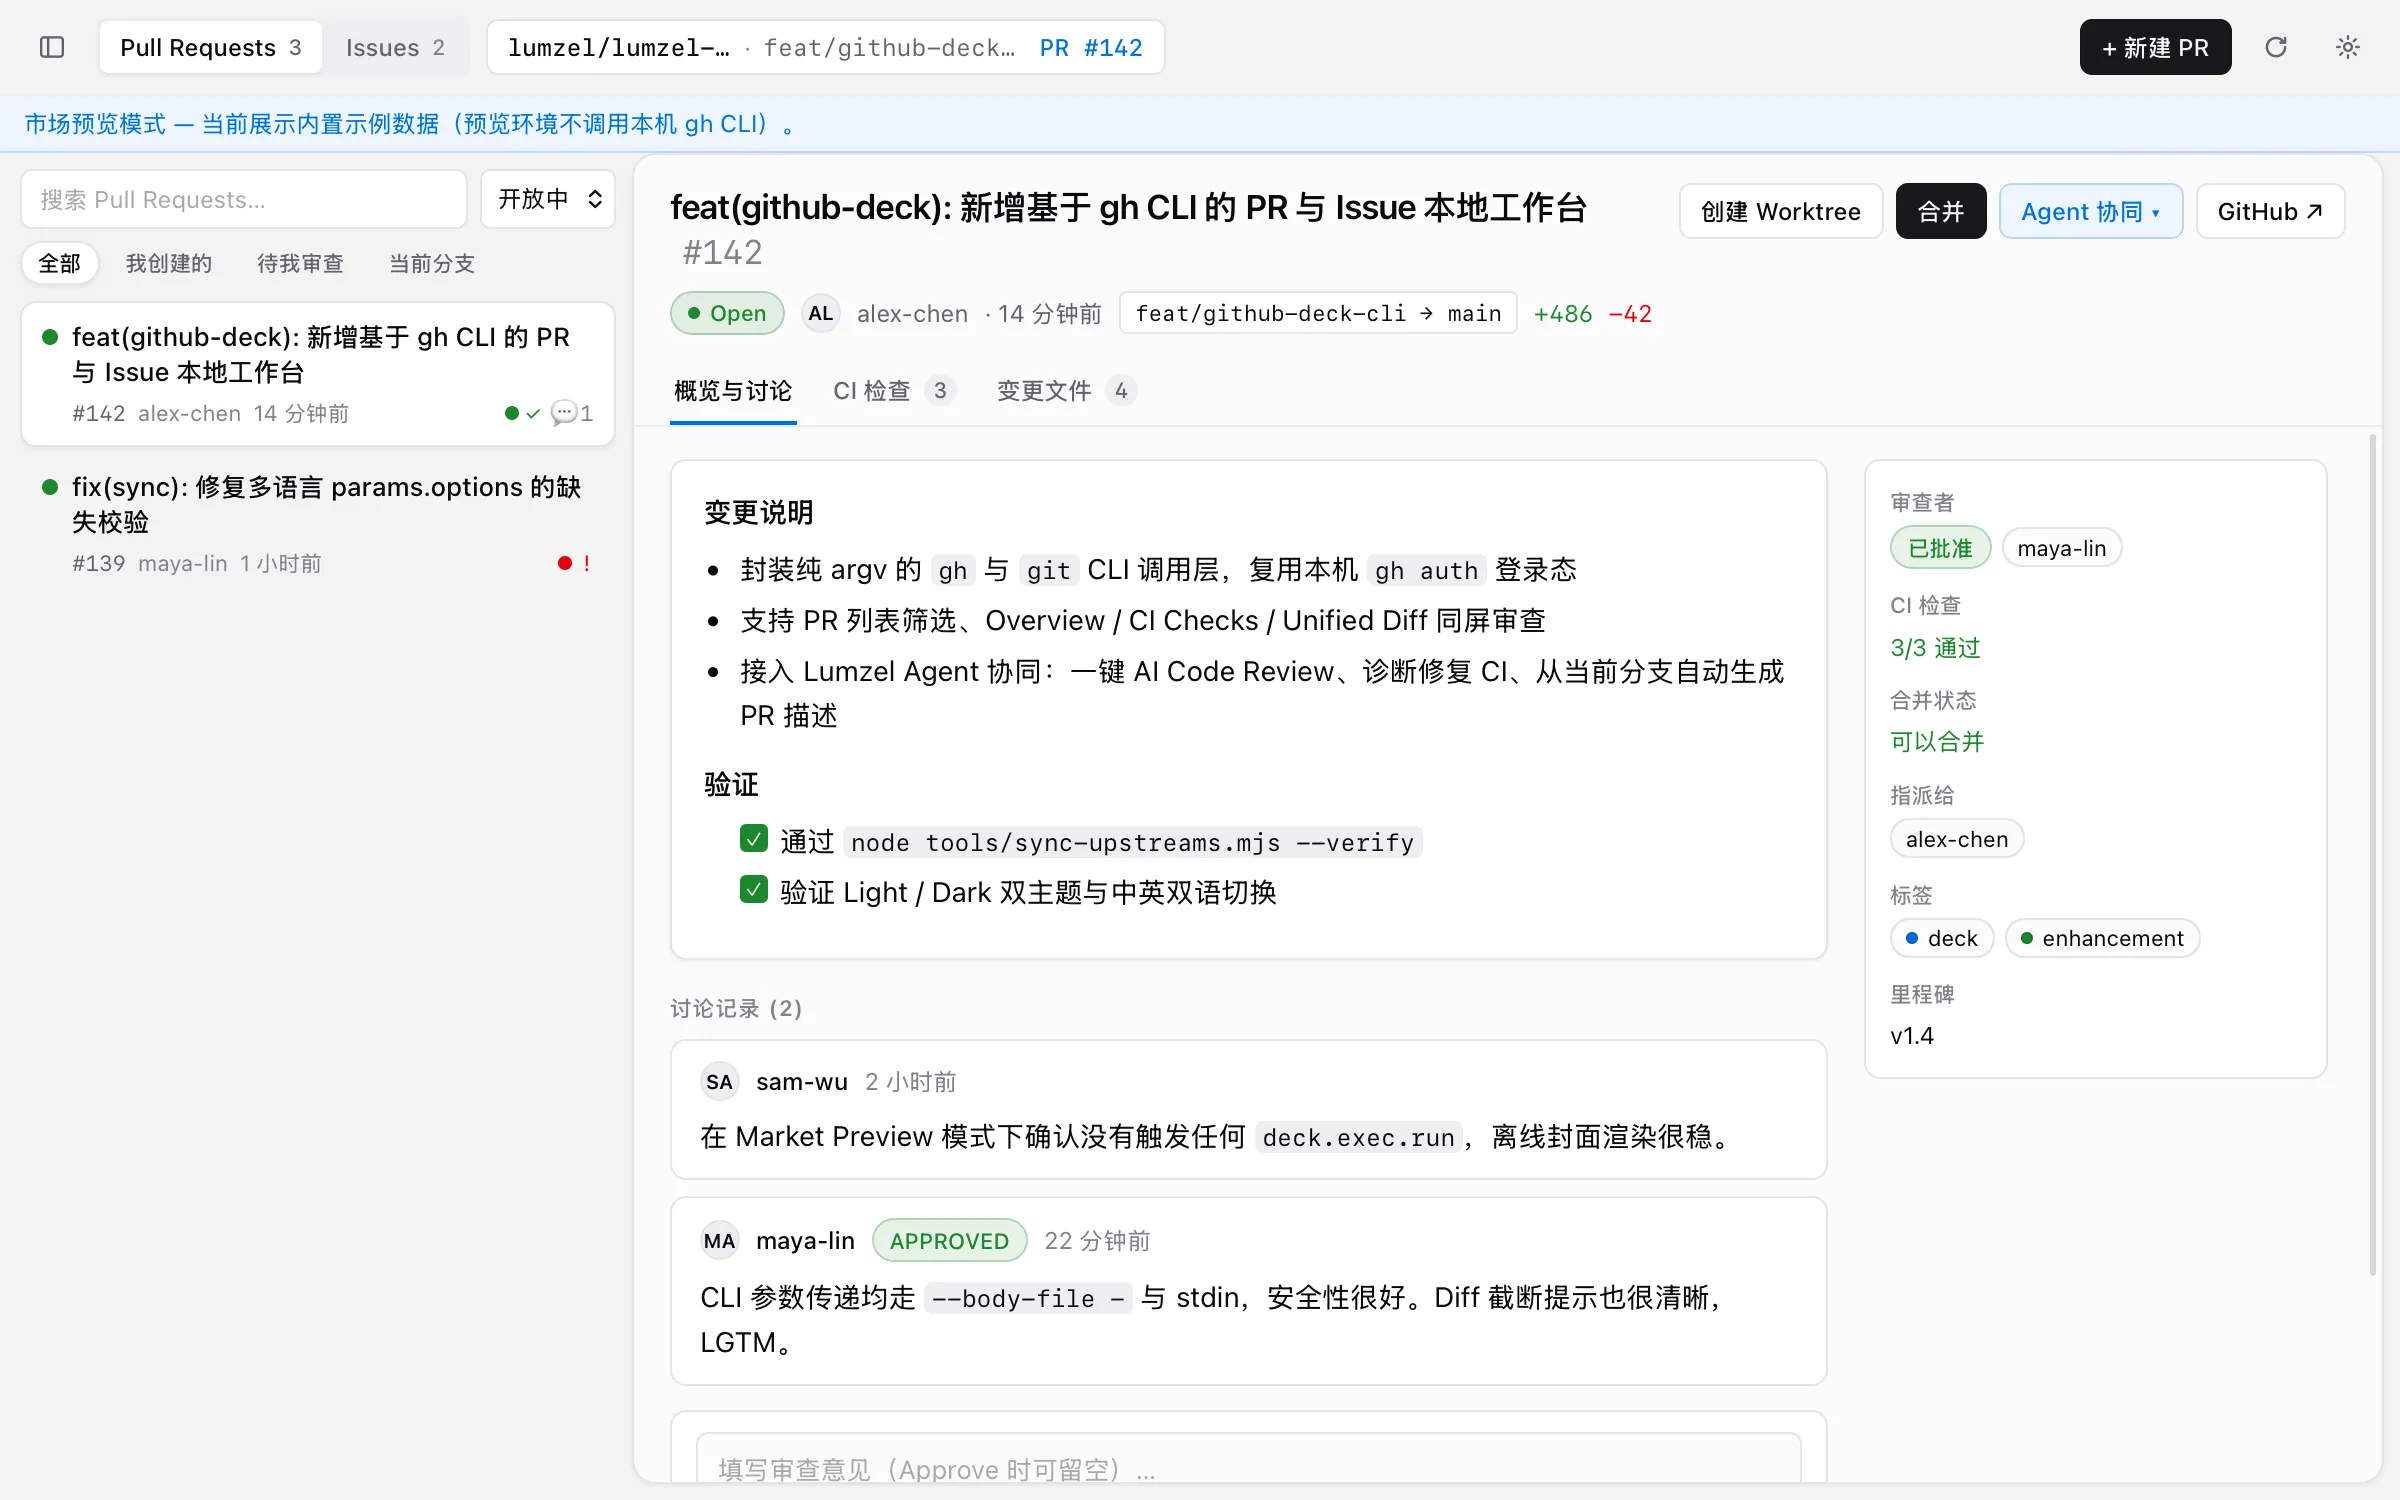 Pull Requests 3
Issues 2
lumzel/lumzel-… · feat/github-deck… PR #142
+ 新建 PR
市场预览模式 — 当前展示内置示例数据（预览环境不调用本机 gh CLI）。
搜索 Pull Requests...
开放中
全部 我创建的 待我审查 当前分支
feat(github-deck): 新增基于 gh CLI 的 PR
与 Issue 本地工作台
#142 alex-chen 14 分钟前 ✓ 💬1
fix(sync): 修复多语言 params.options 的缺
失校验
#139 maya-lin 1 小时前 !
feat(github-deck): 新增基于 gh CLI 的 PR 与 Issue 本地工作台
#142
创建 Worktree
合并
Agent 协同 ▾
GitHub ↗
Open AL alex-chen · 14 分钟前 feat/github-deck-cli → main +486 −42
概览与讨论 CI 检查 3 变更文件 4
变更说明
• 封装纯 argv 的 gh 与 git CLI 调用层，复用本机 gh auth 登录态
• 支持 PR 列表筛选、Overview / CI Checks / Unified Diff 同屏审查
• 接入 Lumzel Agent 协同：一键 AI Code Review、诊断修复 CI、从当前分支自动生成
PR 描述
验证
✓ 通过 node tools/sync-upstreams.mjs --verify
✓ 验证 Light / Dark 双主题与中英双语切换
讨论记录 (2)
SA sam-wu 2 小时前
在 Market Preview 模式下确认没有触发任何 deck.exec.run，离线封面渲染很稳。
MA maya-lin APPROVED 22 分钟前
CLI 参数传递均走 --body-file - 与 stdin，安全性很好。Diff 截断提示也很清晰，
LGTM。
填写审查意见（Approve 时可留空）...
审查者
已批准 maya-lin
CI 检查
3/3 通过
合并状态
可以合并
指派给
alex-chen
标签
deck enhancement
里程碑
v1.4